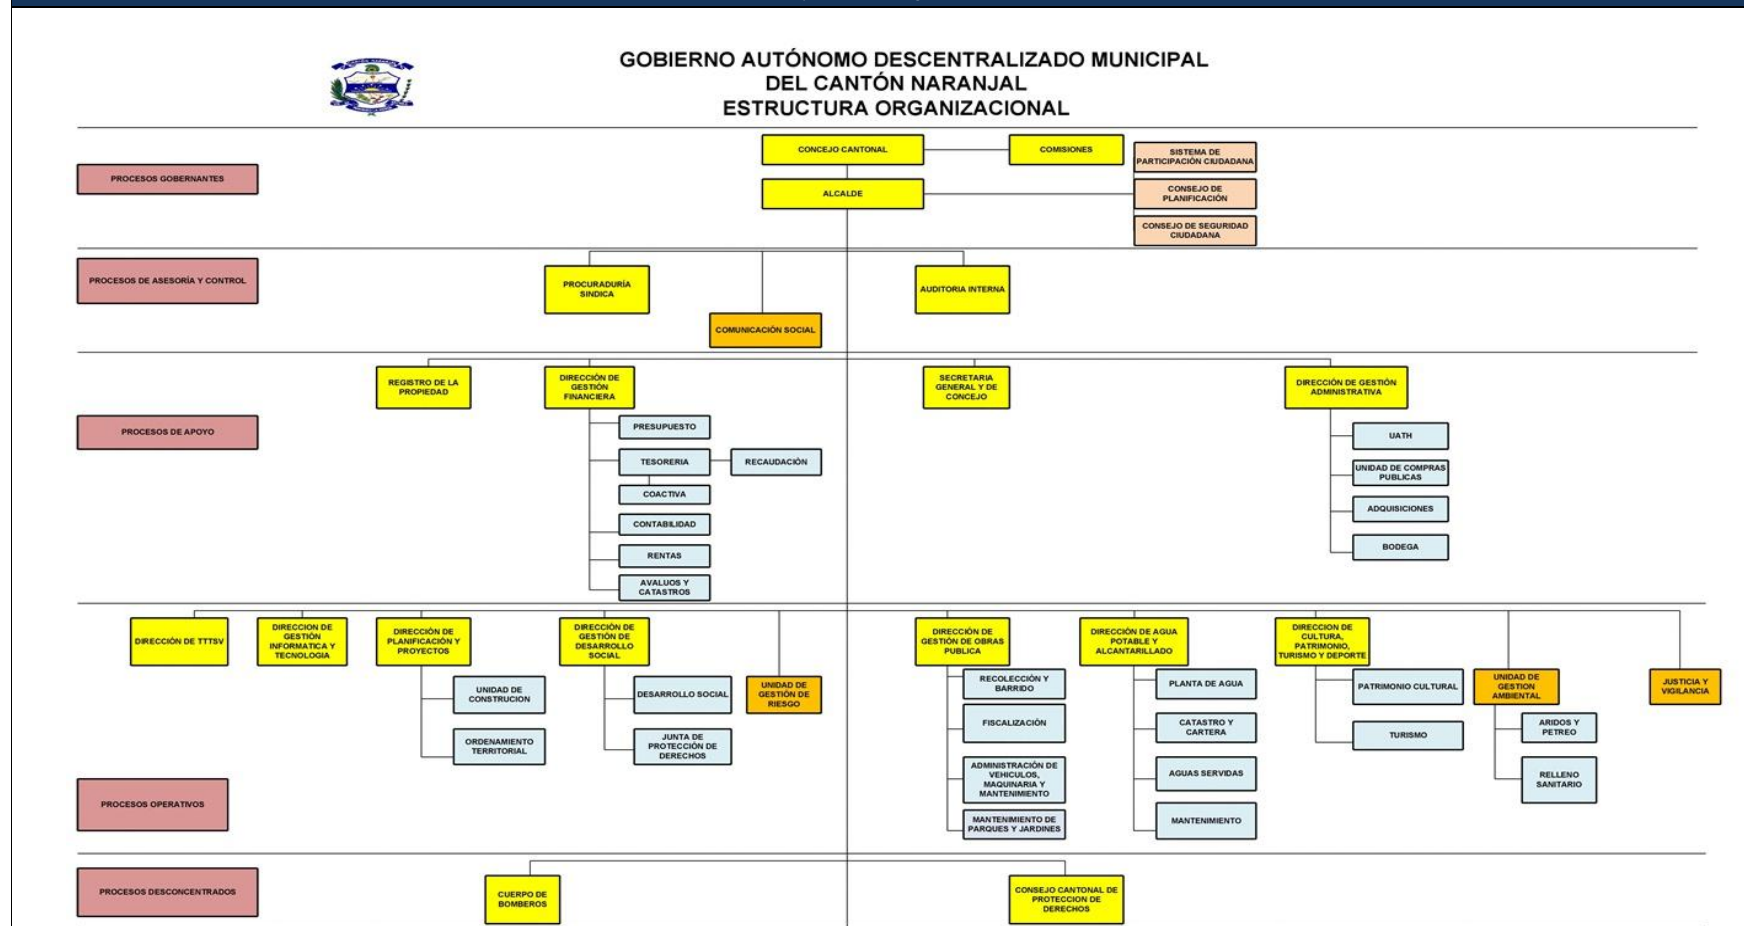 GOBIERNO AUTÓNOMO DESCENTRALIZADO MUNICIPAL
DEL CANTÓN NARANJAL
ESTRUCTURA ORGANIZACIONAL
PROCESOS GOBERNANTES
CONCEJO CANTONAL
COMISIONES
SISTEMA DE
PARTICIPACIÓN CIUDADANA
ALCALDE
CONSEJO DE
PLANIFICACIÓN
CONSEJO DE SEGURIDAD
CIUDADANA
PROCESOS DE ASESORÍA Y CONTROL
PROCURADURÍA
SINDICA
COMUNICACIÓN SOCIAL
AUDITORIA INTERNA
PROCESOS DE APOYO
REGISTRO DE LA
PROPIEDAD
DIRECCIÓN DE
GESTIÓN
FINANCIERA
PRESUPUESTO
TESORERIA
RECAUDACIÓN
COACTIVA
CONTABILIDAD
RENTAS
AVALUOS Y
CATASTROS
SECRETARIA
GENERAL Y DE
CONCEJO
DIRECCIÓN DE GESTIÓN
ADMINISTRATIVA
UATH
UNIDAD DE COMPRAS
PUBLICAS
ADQUISICIONES
BODEGA
PROCESOS OPERATIVOS
DIRECCIÓN DE TTTSV
DIRECCION DE
GESTIÓN
INFORMATICA Y
TECNOLOGIA
DIRECCIÓN DE
PLANIFICACIÓN Y
PROYECTOS
UNIDAD DE
CONSTRUCION
ORDENAMIENTO
TERRITORIAL
DIRECCIÓN DE
GESTIÓN DE
DESARROLLO
SOCIAL
DESARROLLO SOCIAL
JUNTA DE
PROTECCIÓN DE
DERECHOS
UNIDAD DE
GESTIÓN DE
RIESGO
DIRECCIÓN DE
GESTIÓN DE OBRAS
PUBLICA
RECOLECCIÓN Y
BARRIDO
FISCALIZACIÓN
ADMINISTRACIÓN DE
VEHICULOS,
MAQUINARIA Y
MANTENIMIENTO
MANTENIMIENTO DE
PARQUES Y JARDINES
DIRECCIÓN DE AGUA
POTABLE Y
ALCANTARILLADO
PLANTA DE AGUA
CATASTRO Y
CARTERA
AGUAS SERVIDAS
MANTENIMIENTO
DIRECCION DE
CULTURA,
PATRIMONIO,
TURISMO Y DEPORTE
PATRIMONIO CULTURAL
TURISMO
UNIDAD DE
GESTION
AMBIENTAL
ARIDOS Y
PETREO
RELLENO
SANITARIO
JUSTICIA Y
VIGILANCIA
PROCESOS DESCONCENTRADOS
CUERPO DE
BOMBEROS
CONSEJO CANTONAL DE
PROTECCION DE
DERECHOS